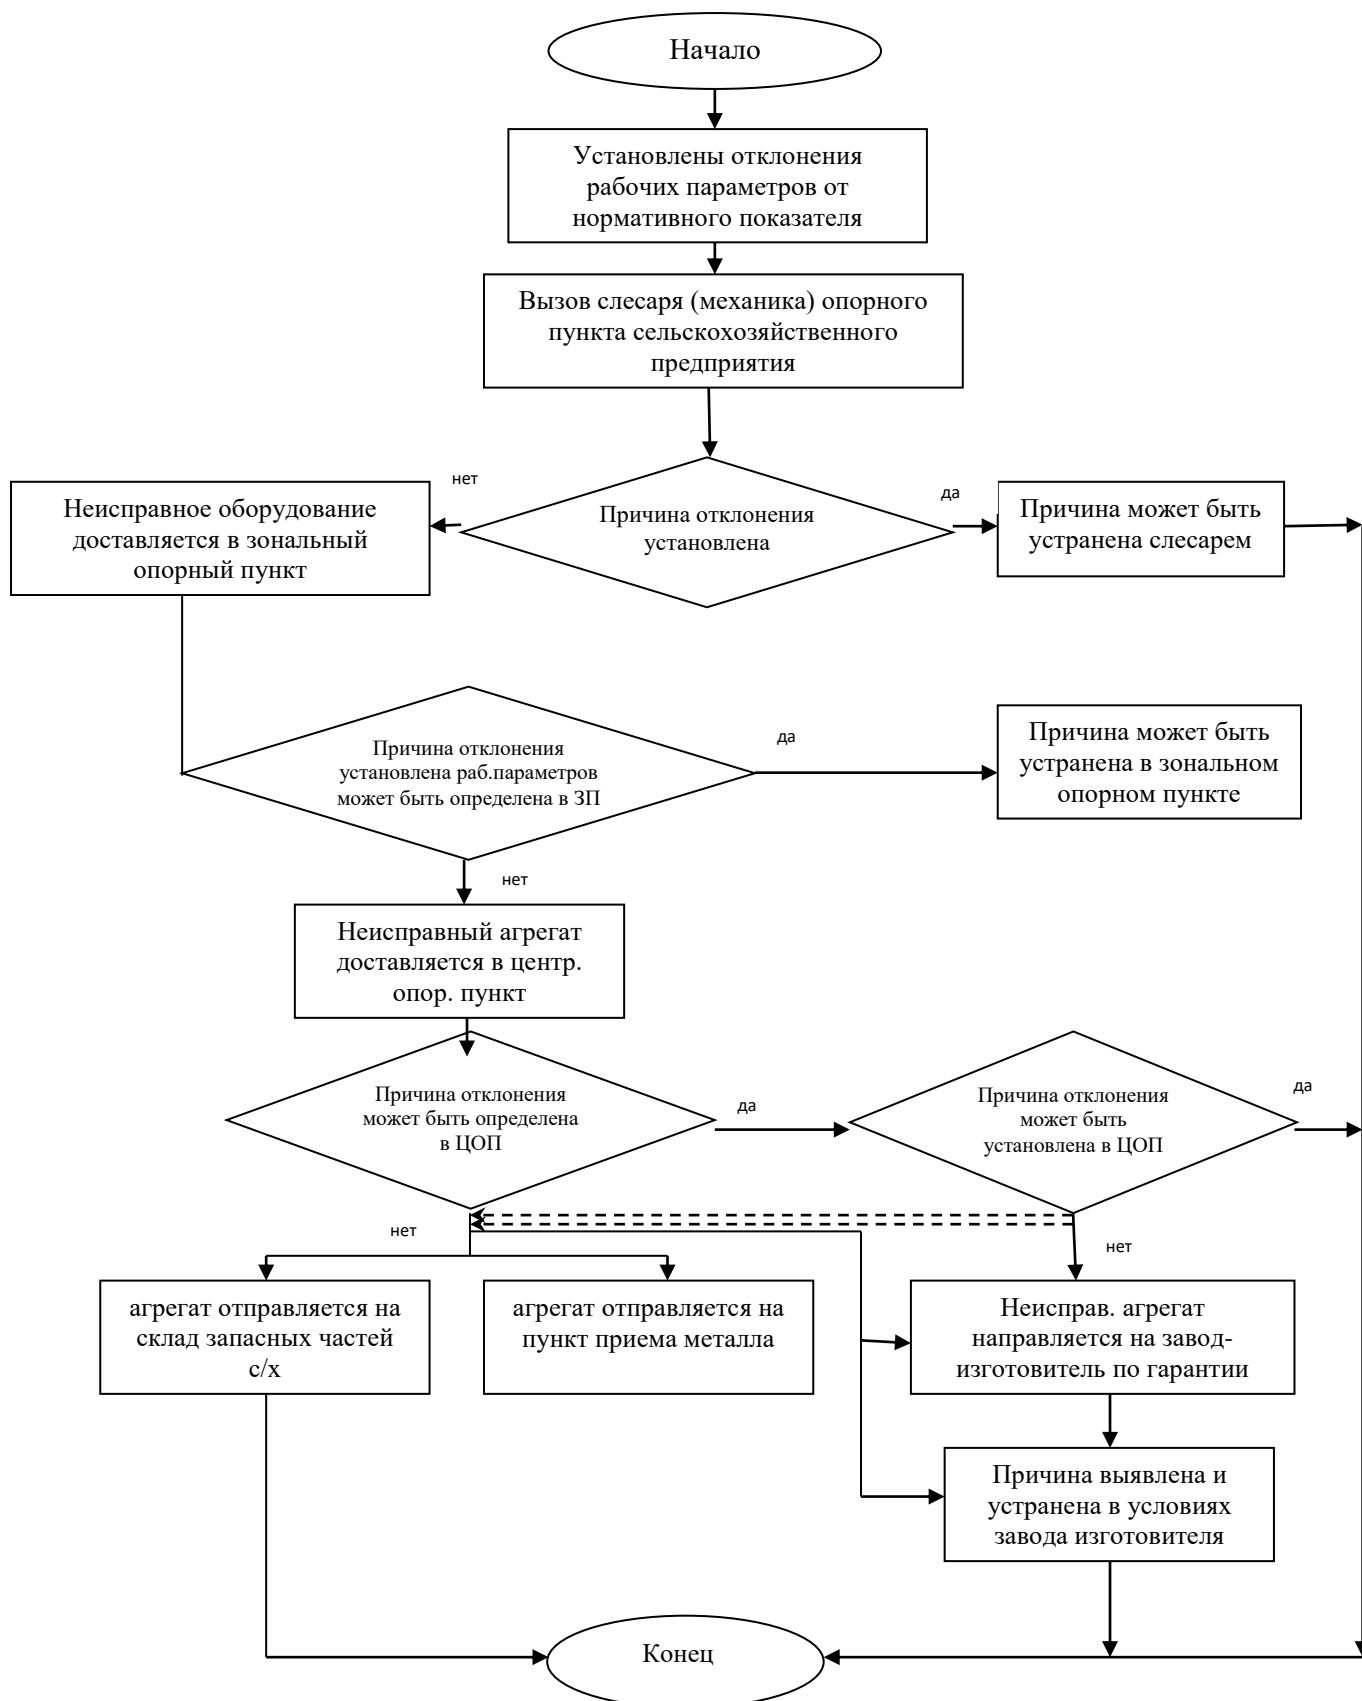 Начало
Установлены отклонения
рабочих параметров от
нормативного показателя
Вызов слесаря (механика) опорного
пункта сельскохозяйственного
предприятия
нет
да
Неисправное оборудование
доставляется в зональный
опорный пункт
Причина отклонения
установлена
Причина может быть
устранена слесарем
Причина отклонения
установлена раб.параметров
может быть определена в ЗП
да
Причина может быть
устранена в зональном
опорном пункте
нет
Неисправный агрегат
доставляется в центр.
опор. пункт
Причина отклонения
может быть определена
в ЦОП
да
Причина отклонения
может быть
установлена в ЦОП
да
нет
нет
агрегат отправляется на
склад запасных частей
с/х
агрегат отправляется на
пункт приема металла
Неисправ. агрегат
направляется на завод-
изготовитель по гарантии
Причина выявлена и
устранена в условиях
завода изготовителя
Конец